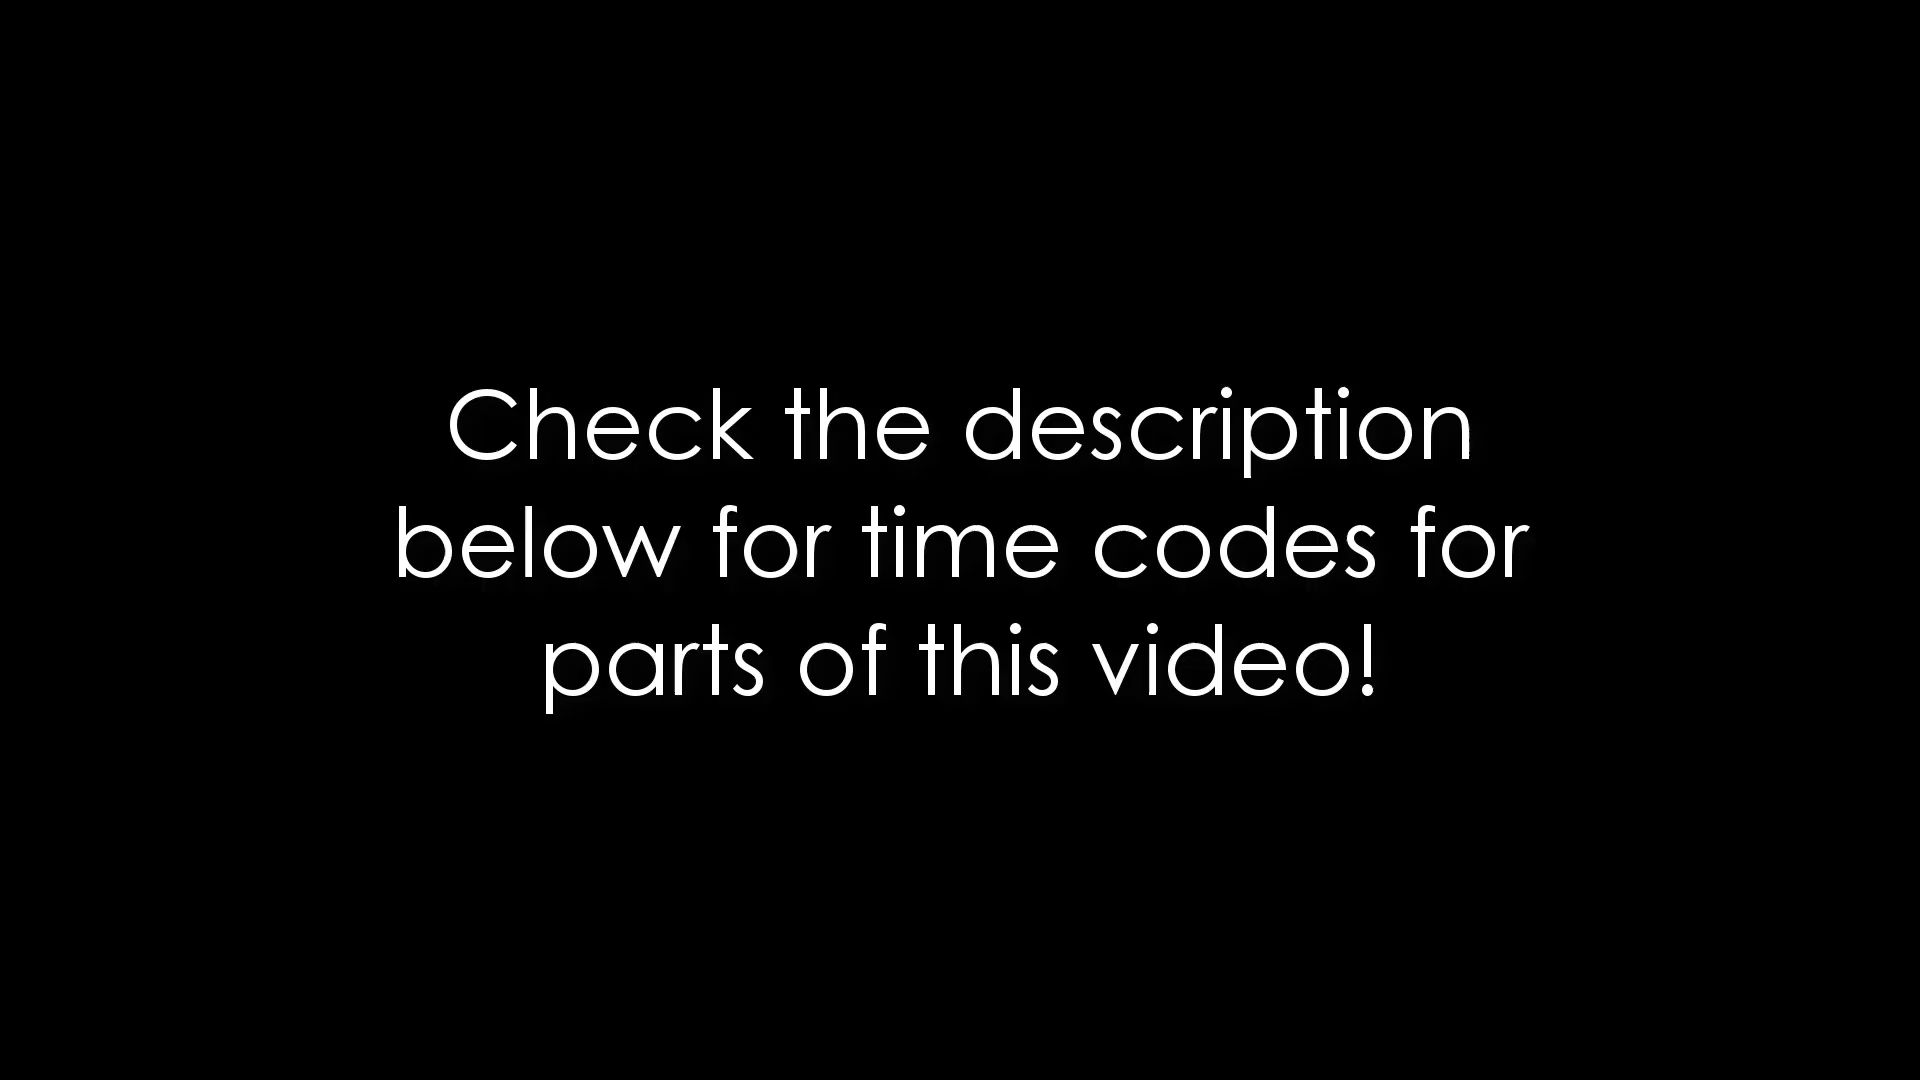 Check the description
below for time codes for
parts of this video!